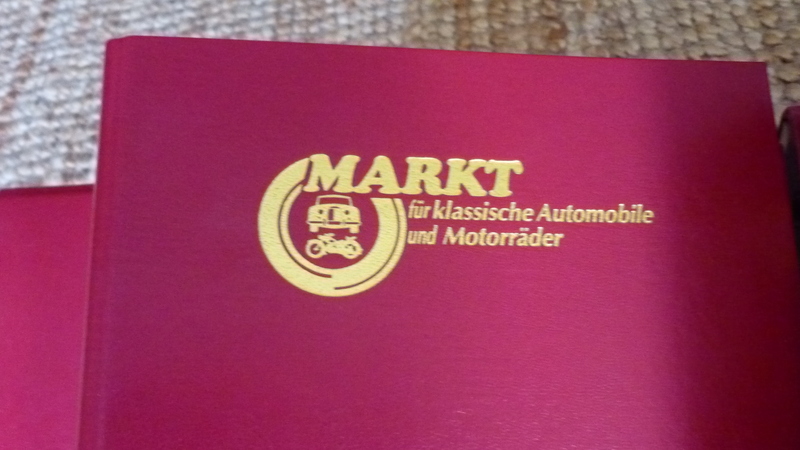 MARKT
für klassische Automobile
und Motorräder